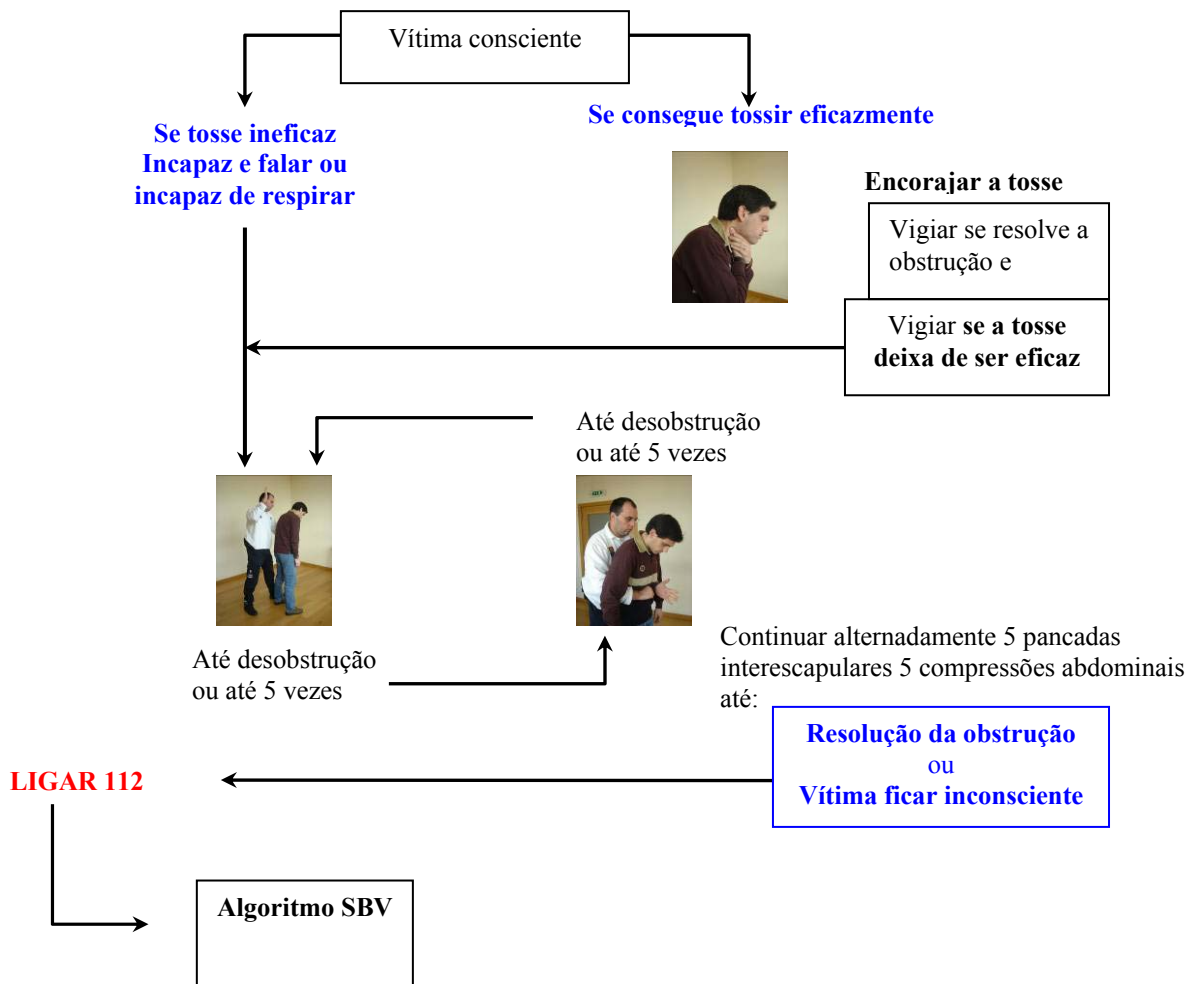 Vítima consciente
Se tosse ineficaz
Incapaz e falar ou
incapaz de respirar
Se consegue tossir eficazmente
Encorajar a tosse
Vigiar se resolve a
obstrução e
Vigiar se a tosse
deixa de ser eficaz
Até desobstrução
ou até 5 vezes
Até desobstrução
ou até 5 vezes
Continuar alternadamente 5 pancadas
interescapulares 5 compressões abdominais
até:
Resolução da obstrução
ou
Vítima ficar inconsciente
LIGAR 112
Algoritmo SBV